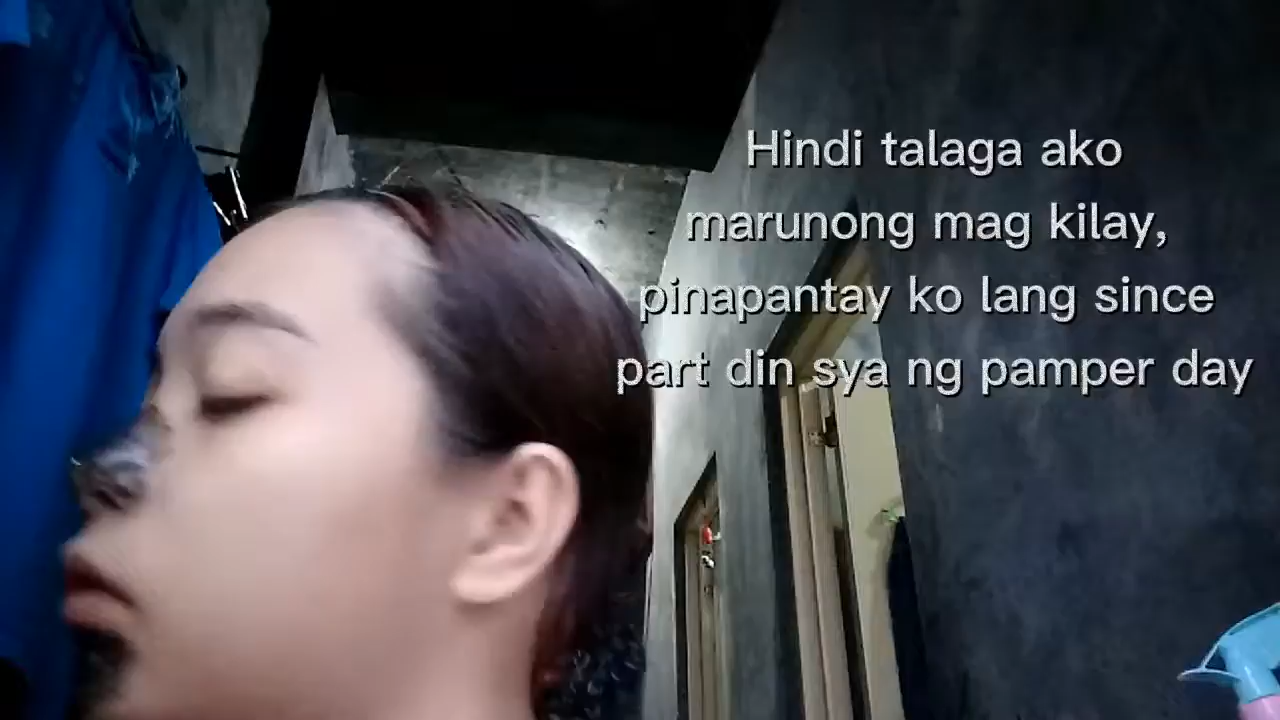 Hindi talaga ako
marunong mag kilay,
pinapantay ko lang since
part din sya ng pamper day